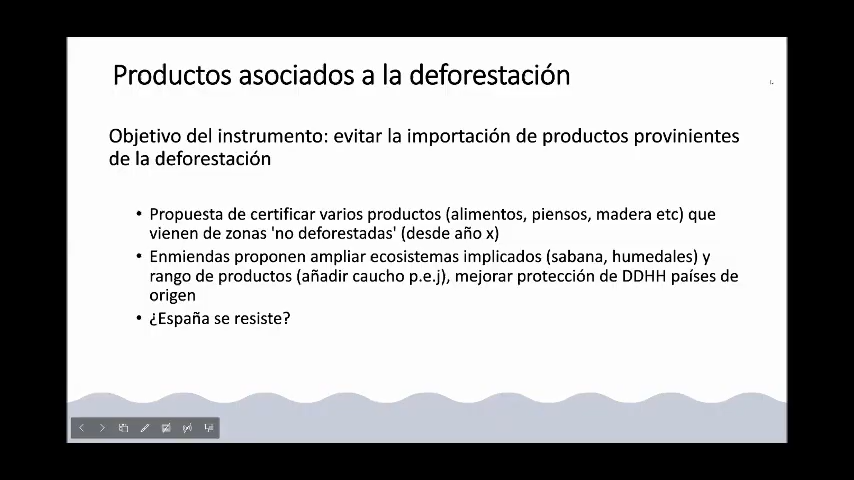 Productos asociados a la deforestación
Objetivo del instrumento: evitar la importación de productos provinientes
de la deforestación
• Propuesta de certificar varios productos (alimentos, piensos, madera etc) que
vienen de zonas 'no deforestadas' (desde año x)
• Enmiendas proponen ampliar ecosistemas implicados (sabana, humedales) y
rango de productos (añadir caucho p.e.j), mejorar protección de DDHH países de
origen
• ¿España se resiste?